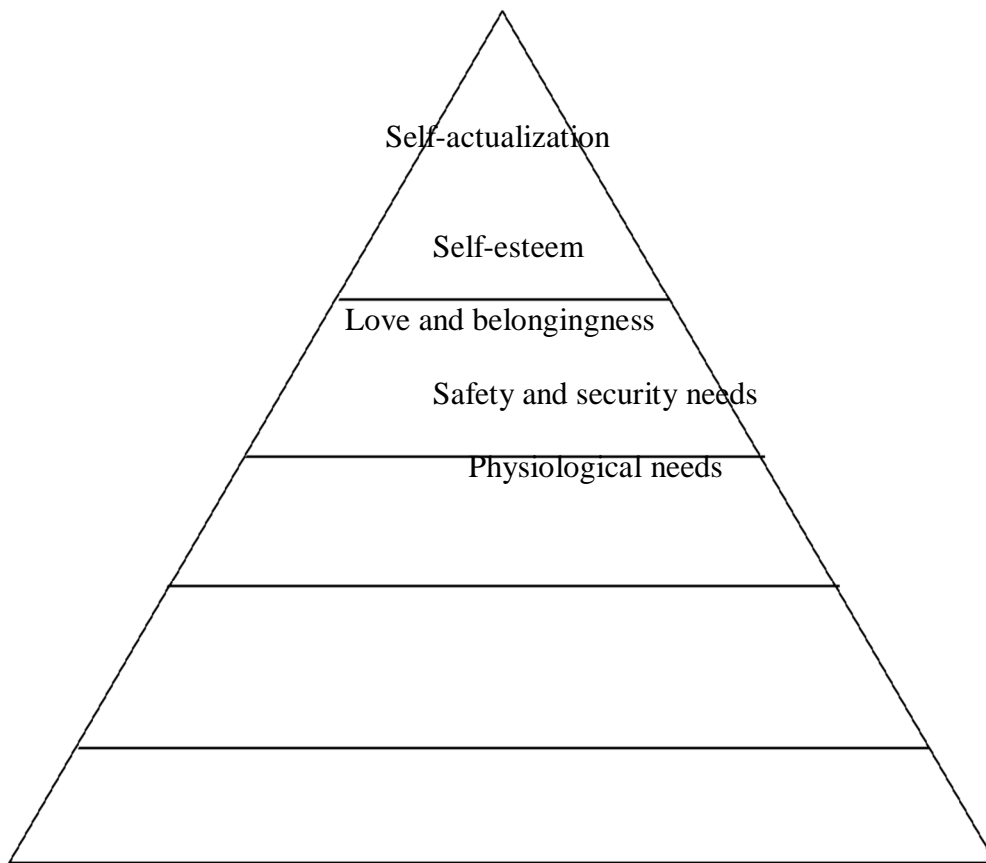 Self-actualization
Self-esteem
Love and belongingness
Safety and security needs
Physiological needs